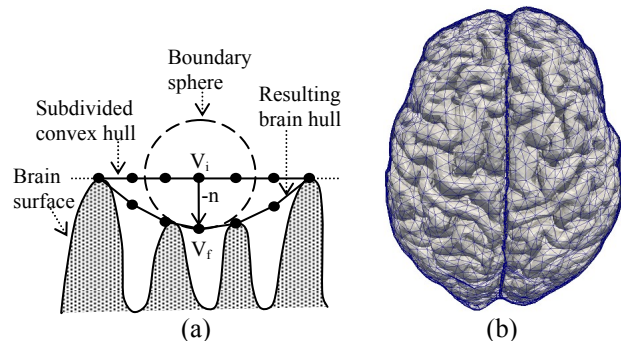 Boundary
sphere
Subdivided
convex hull
Resulting
brain hull
Brain
surface
V_i
-n
V_f
(a)
(b)